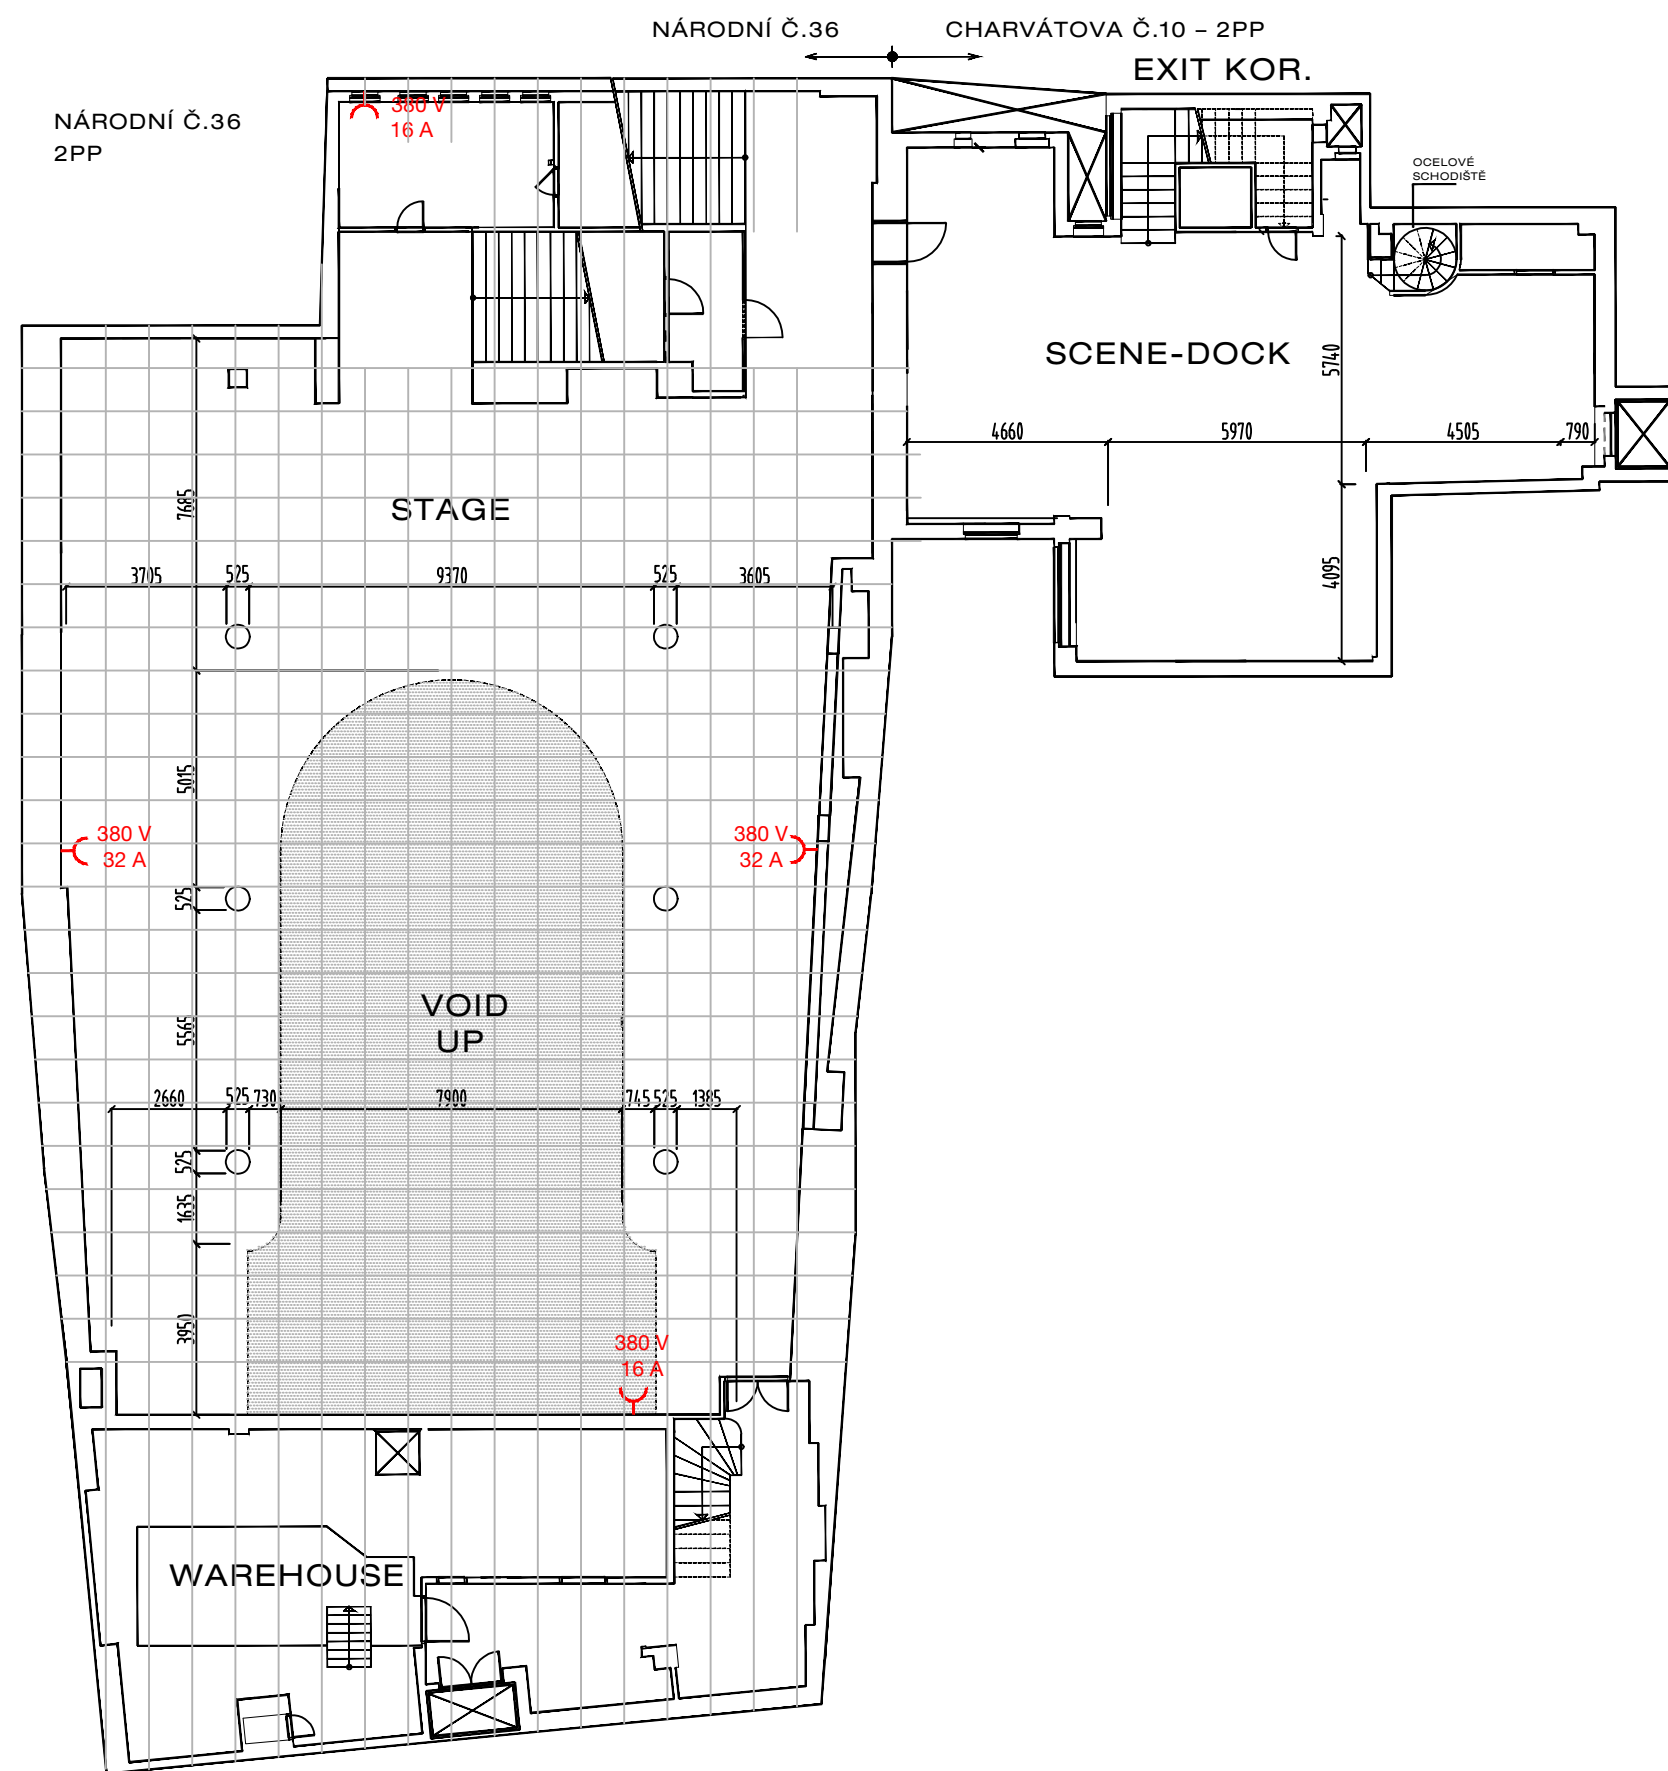 NÁRODNÍ Č.36
CHARVÁTOVA Č.10 – 2PP
EXIT KOR.
NÁRODNÍ Č.36
2PP
380 V
16 A
OCELOVÉ
SCHODIŠTĚ
SCENE-DOCK
5740
4660
5970
4505
790
4095
STAGE
7685
3705
525
9370
525
3605
5015
380 V
32 A
380 V
32 A
525
VOID
UP
5565
2660
525
730
7900
745
525
1385
525
1635
3950
380 V
16 A
WAREHOUSE